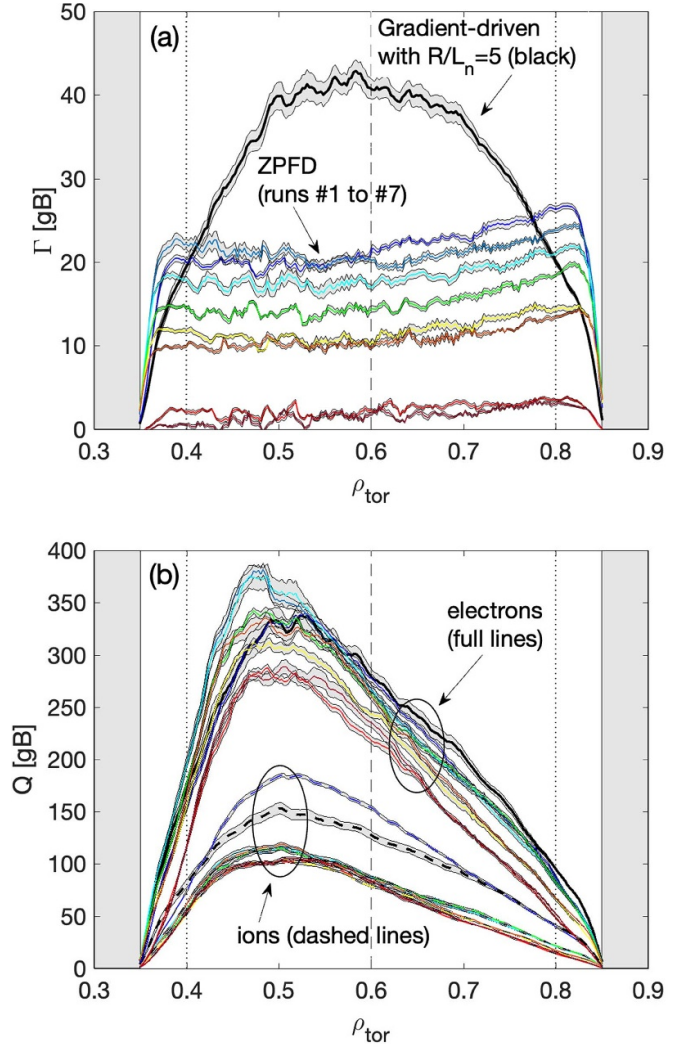 (a)
Gradient-driven
with R/Lₙ=5 (black)
ZPFD
(runs #1 to #7)
Γ [gB]
50
40
30
20
10
0
0.3 0.4 0.5 0.6 0.7 0.8 0.9
ρtor
(b)
electrons
(full lines)
ions (dashed lines)
Q [gB]
400
350
300
250
200
150
100
50
0
0.3 0.4 0.5 0.6 0.7 0.8 0.9
ρtor